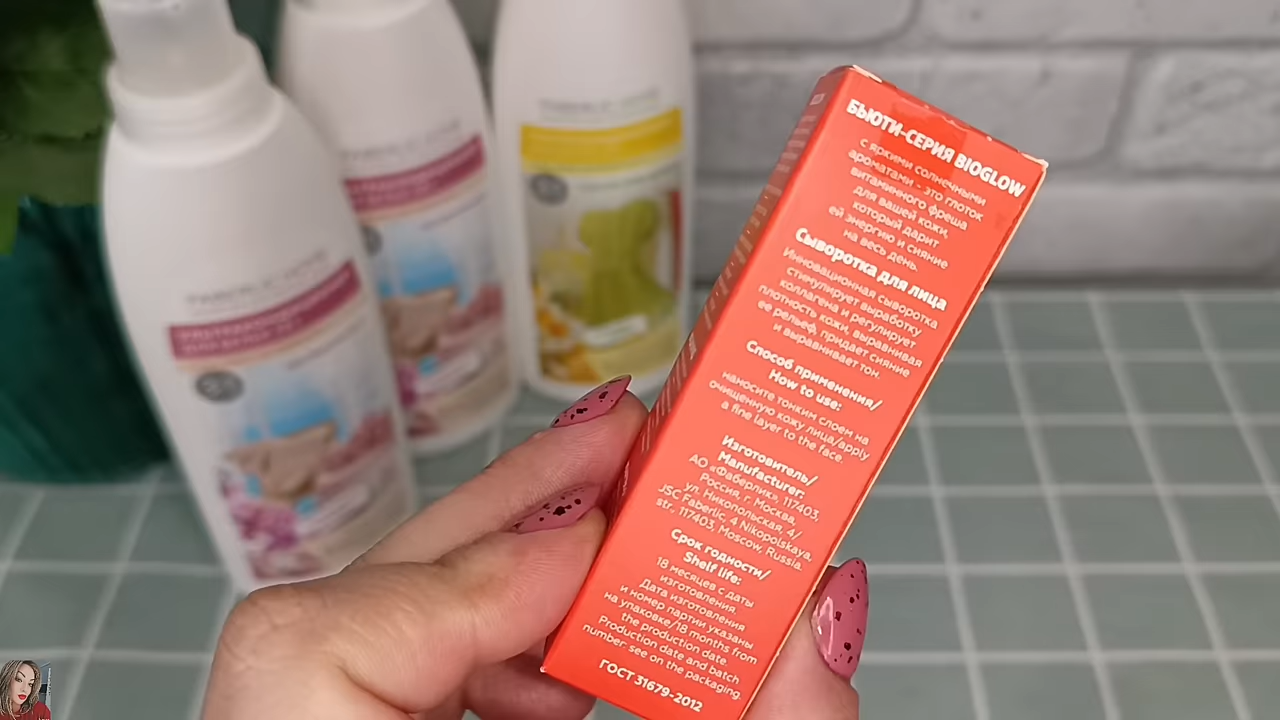 БЬЮТИ-СЕРИЯ BIOGLOW
с яркими солнечными
ароматами - это глоток
витаминного фреша
для вашей кожи,
который дарит
ей энергию и сияние
на весь день.
Сыворотка для лица
Инновационная сыворотка
стимулирует выработку
коллагена и регулирует
плотность кожи, выравнивая
ее рельеф, придает сияние
и выравнивает тон.
Способ применения/
How to use:
наносите тонким слоем на
очищенную кожу лица/apply
a fine layer to the face.
Изготовитель/
Manufacturer:
АО «Фаберлик», 117403,
Россия, г. Москва,
ул. Никопольская, 4/
JSC Faberlic, 4 Nikopolskaya,
str., 117403, Moscow, Russia.
Срок годности/
Shelf life:
18 месяцев с даты
изготовления.
Дата изготовления
и номер партии указаны
на упаковке/18 months from
the production date.
Production date and batch
number: see on the packaging.
ГОСТ 31679-2012